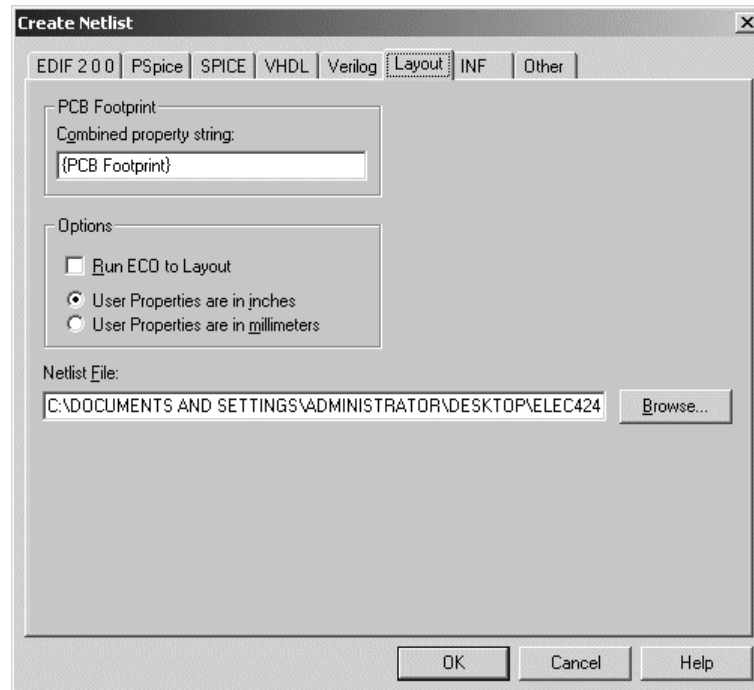 Create Netlist
EDIF 2 0 0 PSpice SPICE VHDL Verilog Layout INF Other
PCB Footprint
Combined property string:
{PCB Footprint}
Options
Run ECO to Layout
User Properties are in inches
User Properties are in millimeters
Netlist File:
C:\DOCUMENTS AND SETTINGS\ADMINISTRATOR\DESKTOP\ELEC424 Browse...
OK Cancel Help